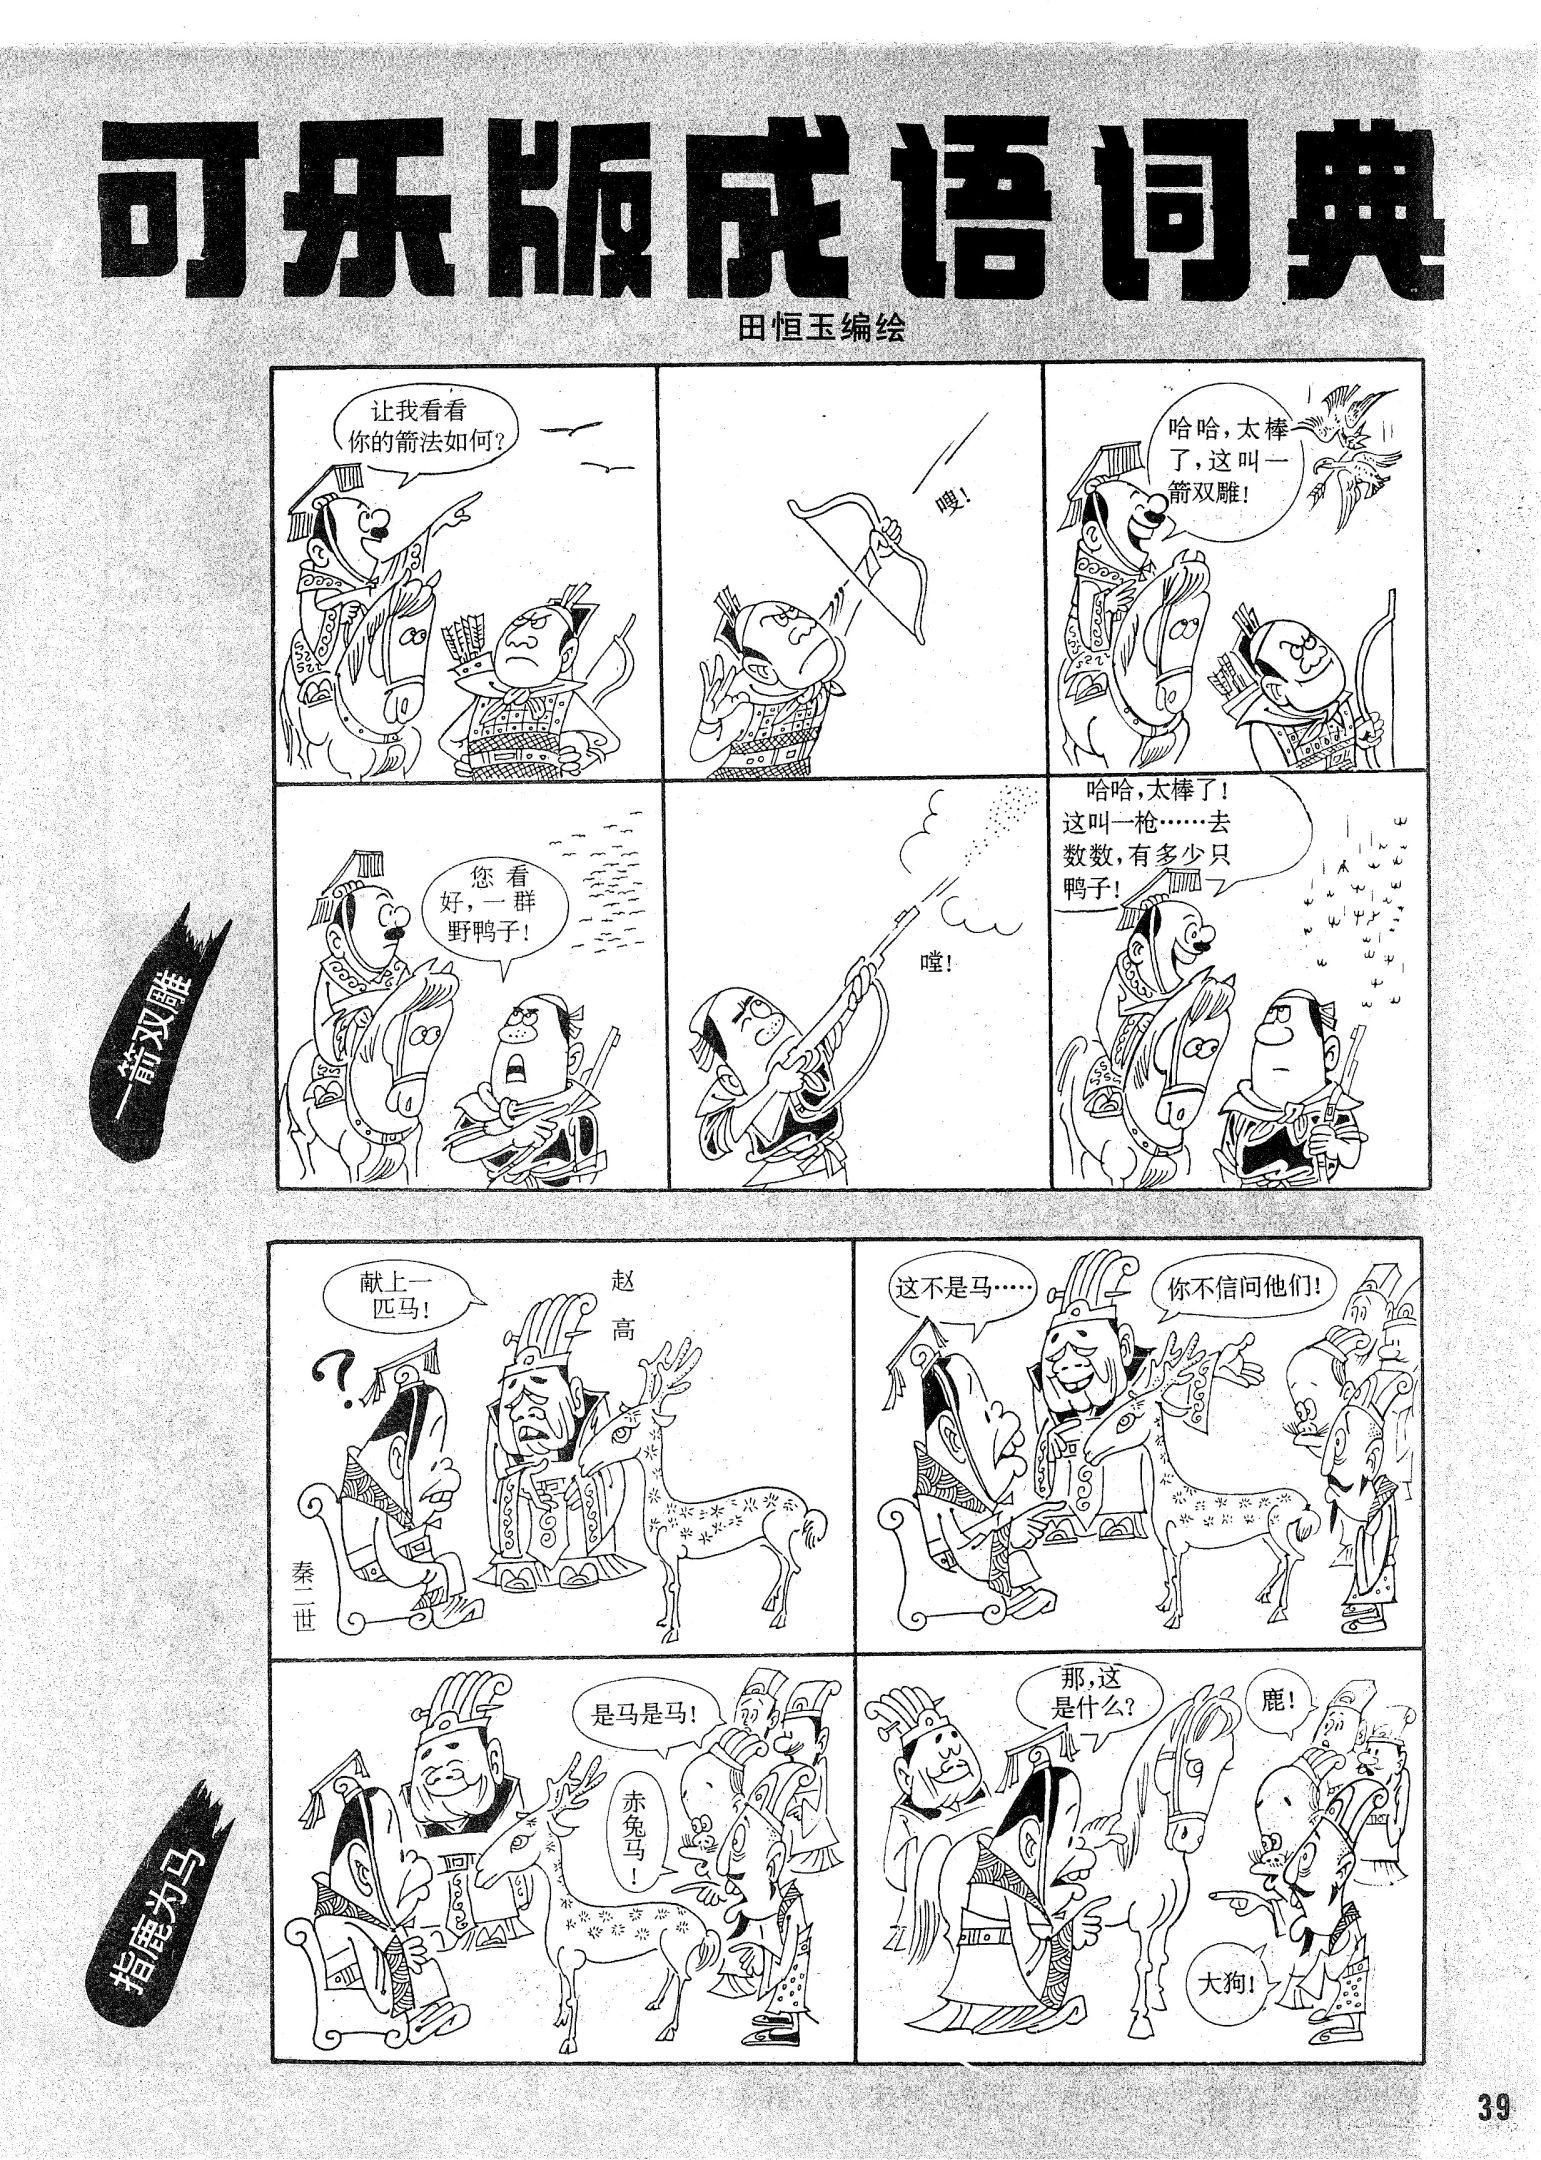 可乐版成语词典
田恒玉编绘
一箭双雕
让我看看
你的箭法如何?
嗖!
哈哈,太棒
了,这叫一
箭双雕!
您看
好,一群
野鸭子!
嘡!
哈哈,太棒了!
这叫一枪……去
数数,有多少只
鸭子!
指鹿为马
献上一
匹马!
赵高
秦二世
这不是马……
你不信问他们!
是马是马!
赤兔马!
那,这
是什么?
鹿!
大狗!
39